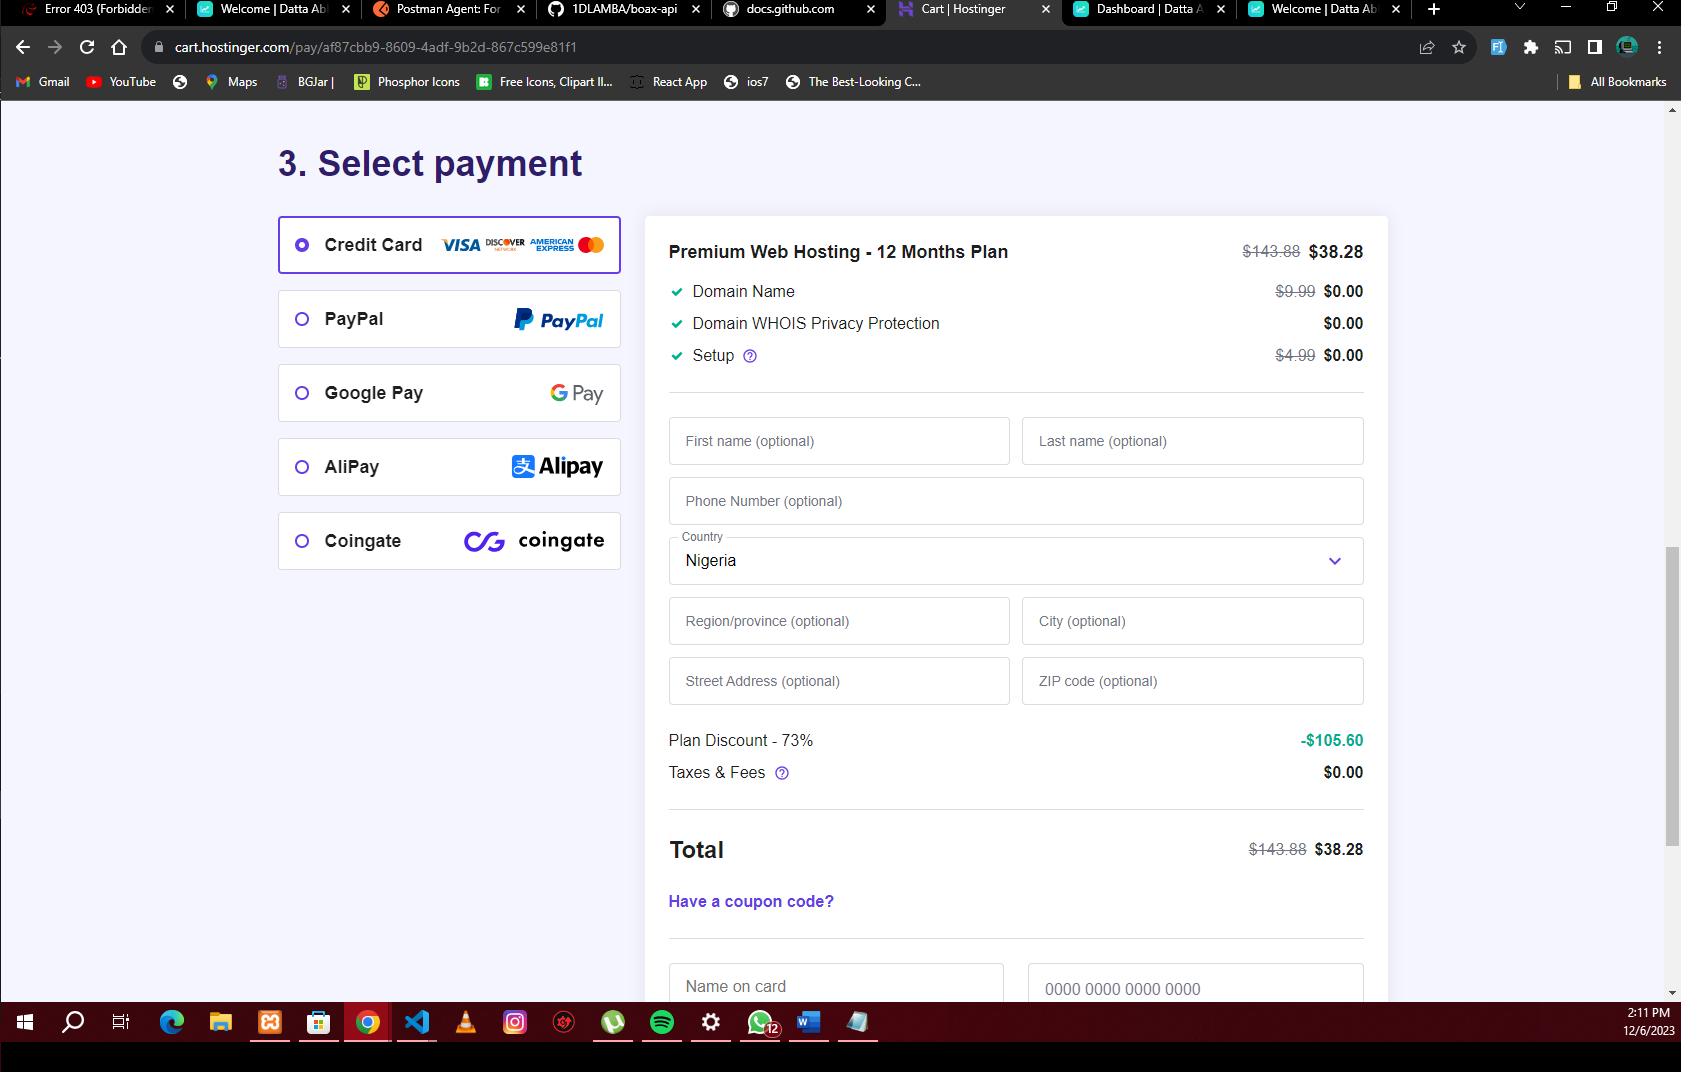 Error 403 (Forbidden
Welcome | Datta Abl
Postman Agent: For
1DLAMBA/boax-api
docs.github.com
Cart | Hostinger
Dashboard | Datta A
Welcome | Datta Abl
cart.hostinger.com/pay/af87cbb9-8609-4adf-9b2d-867c599e81f1
Gmail
YouTube
Maps
BGJar |
Phosphor Icons
Free Icons, Clipart Il...
React App
ios7
The Best-Looking C...
All Bookmarks
3. Select payment
Credit Card VISA DISCOVER NETWORK AMERICAN EXPRESS
PayPal PayPal
Google Pay G Pay
AliPay 支 Alipay
Coingate coingate
Premium Web Hosting - 12 Months Plan $143.88 $38.28
Domain Name $9.99 $0.00
Domain WHOIS Privacy Protection $0.00
Setup $4.99 $0.00
First name (optional) Last name (optional)
Phone Number (optional)
Country
Nigeria
Region/province (optional) City (optional)
Street Address (optional) ZIP code (optional)
Plan Discount - 73% -$105.60
Taxes & Fees $0.00
Total $143.88 $38.28
Have a coupon code?
Name on card 0000 0000 0000 0000
12
2:11 PM
12/6/2023